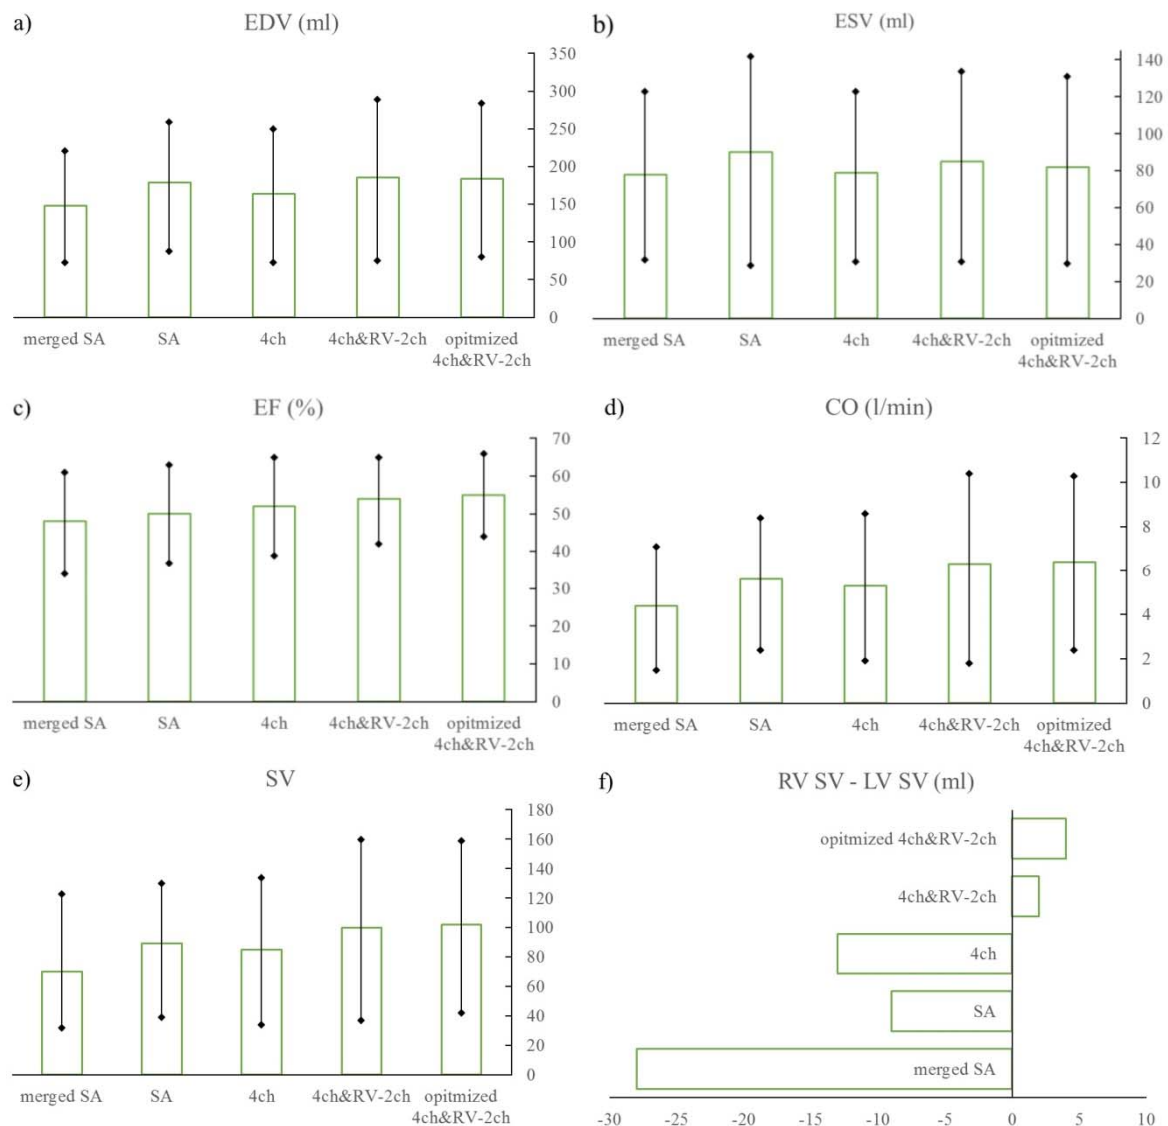 a)
EDV (ml)
350
300
250
200
150
100
50
0
merged SA SA 4ch 4ch&RV-2ch opitmized
4ch&RV-2ch
b)
ESV (ml)
140
120
100
80
60
40
20
0
merged SA SA 4ch 4ch&RV-2ch opitmized
4ch&RV-2ch
c)
EF (%)
70
60
50
40
30
20
10
0
merged SA SA 4ch 4ch&RV-2ch opitmized
4ch&RV-2ch
d)
CO (l/min)
12
10
8
6
4
2
0
merged SA SA 4ch 4ch&RV-2ch opitmized
4ch&RV-2ch
e)
SV
180
160
140
120
100
80
60
40
20
0
merged SA SA 4ch 4ch&RV-2ch opitmized
4ch&RV-2ch
f)
RV SV - LV SV (ml)
opitmized 4ch&RV-2ch
4ch&RV-2ch
4ch
SA
merged SA
-30 -25 -20 -15 -10 -5 0 5 10